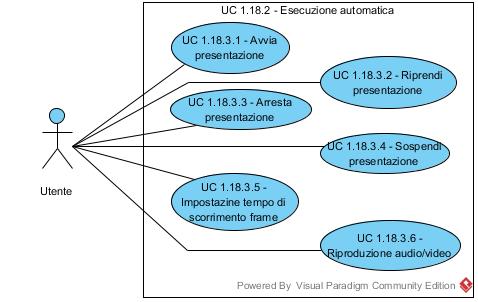 UC 1.18.2 - Esecuzione automatica
UC 1.18.3.1 - Avvia
presentazione
UC 1.18.3.2 - Riprendi
presentazione
UC 1.18.3.3 - Arresta
presentazione
UC 1.18.3.4 - Sospendi
presentazione
Utente
UC 1.18.3.5 -
Impostazine tempo di
scorrimento frame
UC 1.18.3.6 -
Riproduzione audio/video
Powered By Visual Paradigm Community Edition